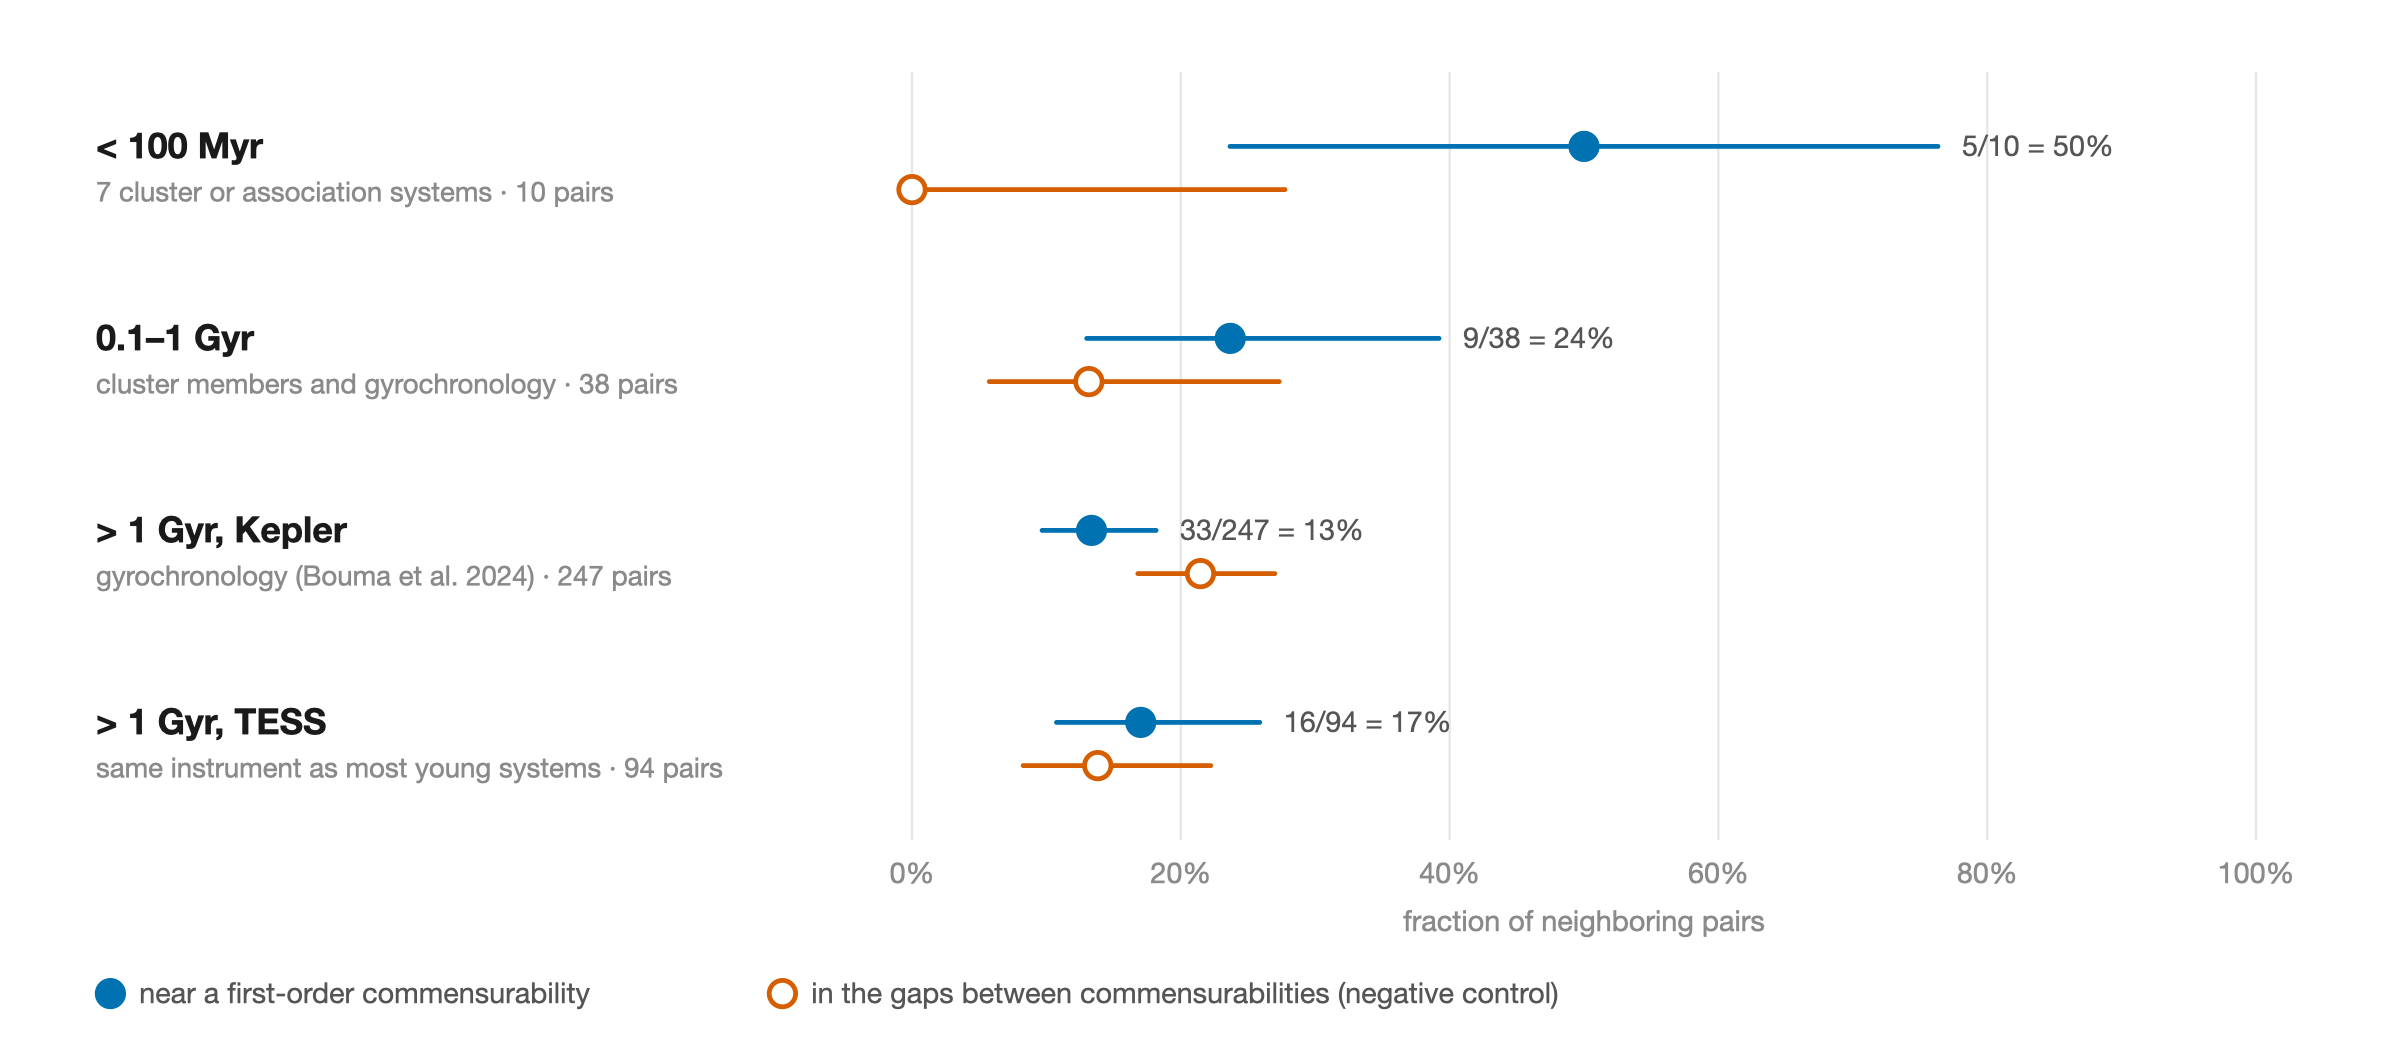 < 100 Myr
5/10 = 50%
7 cluster or association systems · 10 pairs
0.1–1 Gyr
9/38 = 24%
cluster members and gyrochronology · 38 pairs
> 1 Gyr, Kepler
33/247 = 13%
gyrochronology (Bouma et al. 2024) · 247 pairs
> 1 Gyr, TESS
16/94 = 17%
same instrument as most young systems · 94 pairs
0% 20% 40% 60% 80% 100%
fraction of neighboring pairs
near a first-order commensurability
in the gaps between commensurabilities (negative control)